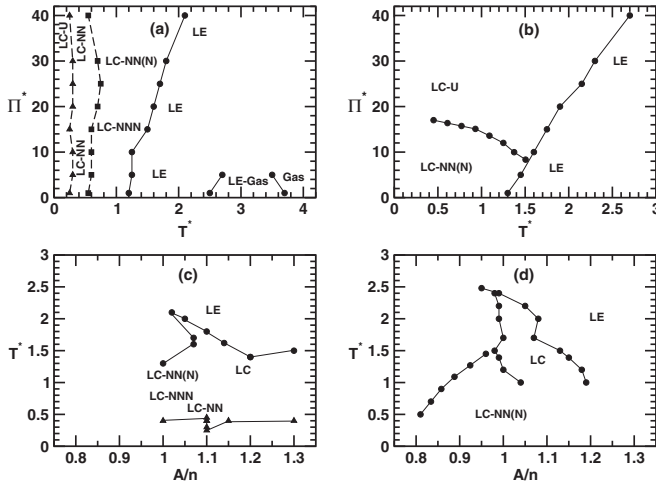 (a)
LC-U
LC-NN
LE
LC-NN(N)
LE
LC-NNN
LC-NN
LE
LE-Gas
Gas
Π*
40
30
20
10
0
0 1 2 3 4
T*
(b)
LE
LC-U
LC-NN(N)
LE
Π*
40
30
20
10
0
0 0.5 1 1.5 2 2.5 3
T*
(c)
LE
LC-NN(N)
LC
LC-NNN
LC-NN
T*
3
2.5
2
1.5
1
0.5
0
0.8 0.9 1 1.1 1.2 1.3
A/n
(d)
LE
LC
LC-NN(N)
T*
3
2.5
2
1.5
1
0.5
0
0.8 0.9 1 1.1 1.2 1.3
A/n